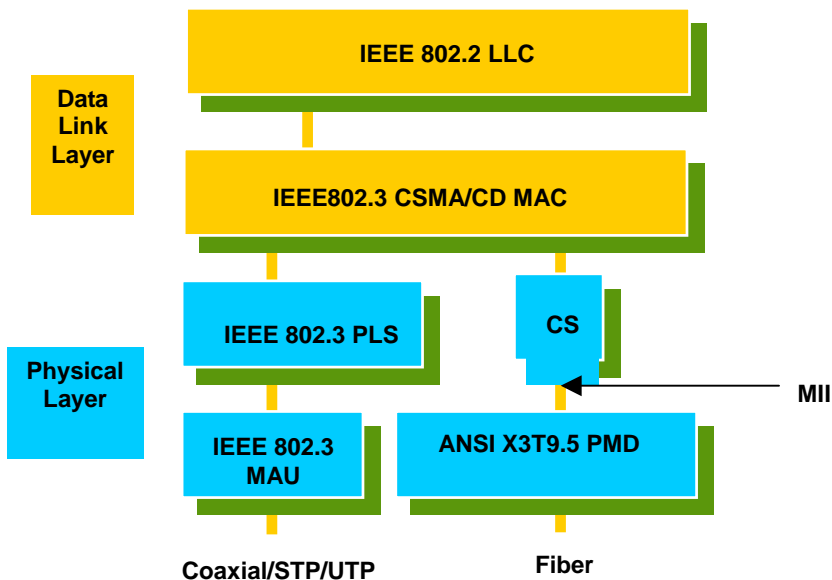 IEEE 802.2 LLC
Data
Link
Layer
IEEE802.3 CSMA/CD MAC
IEEE 802.3 PLS
CS
Physical
Layer
MII
IEEE 802.3
MAU
ANSI X3T9.5 PMD
Coaxial/STP/UTP
Fiber